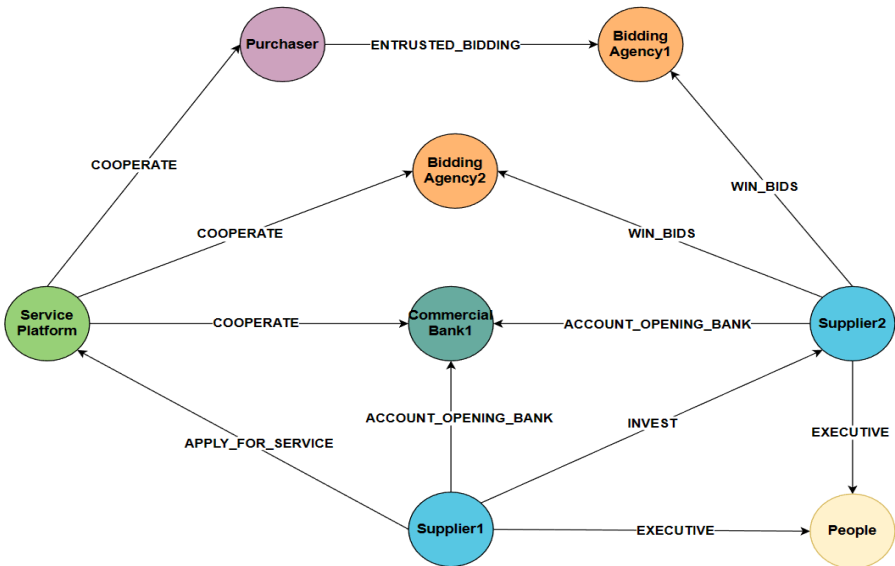 Purchaser
ENTRUSTED_BIDDING
Bidding
Agency1
COOPERATE
Bidding
Agency2
WIN_BIDS
COOPERATE
WIN_BIDS
Service
Platform
COOPERATE
Commercial
Bank1
ACCOUNT_OPENING_BANK
Supplier2
APPLY_FOR_SERVICE
ACCOUNT_OPENING_BANK
INVEST
EXECUTIVE
Supplier1
EXECUTIVE
People